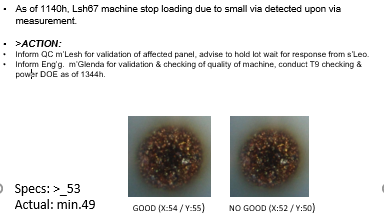 As of 1140h, Lsh67 machine stop loading due to small via detected upon via
measurement.
>ACTION:
Inform QC m'Lesh for validation of affected panel, advise to hold lot wait for response from s'Leo.
Inform Eng'g. m'Glenda for validation & checking of quality of machine, conduct T9 checking &
power DOE as of 1344h.
Specs: >_53
Actual: min.49
GOOD (X:54 / Y:55)
NO GOOD (X:52 / Y:50)